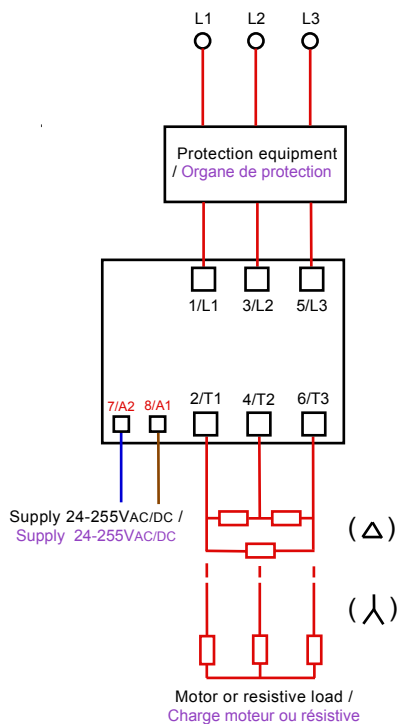 L1 L2 L3
Protection equipment
/ Organe de protection
1/L1 3/L2 5/L3
2/T1 4/T2 6/T3
7/A2 8/A1
Supply 24-255VAC/DC /
Supply 24-255VAC/DC
(△)
(⅄)
Motor or resistive load /
Charge moteur ou résistive